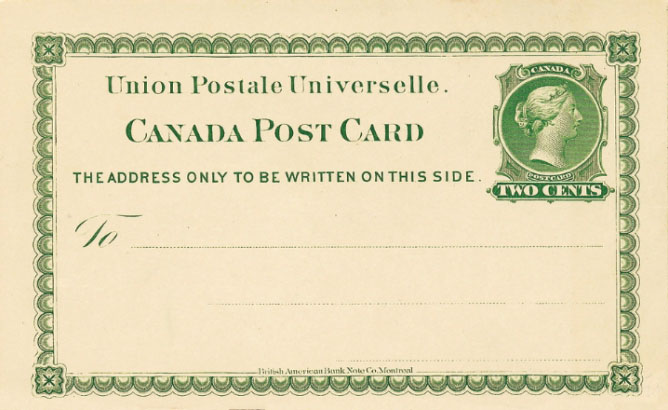 Union Postale Universelle.
CANADA POST CARD
THE ADDRESS ONLY TO BE WRITTEN ON THIS SIDE.
CANADA
POST CARD
TWO CENTS
To
British American Bank Note Co. Montreal